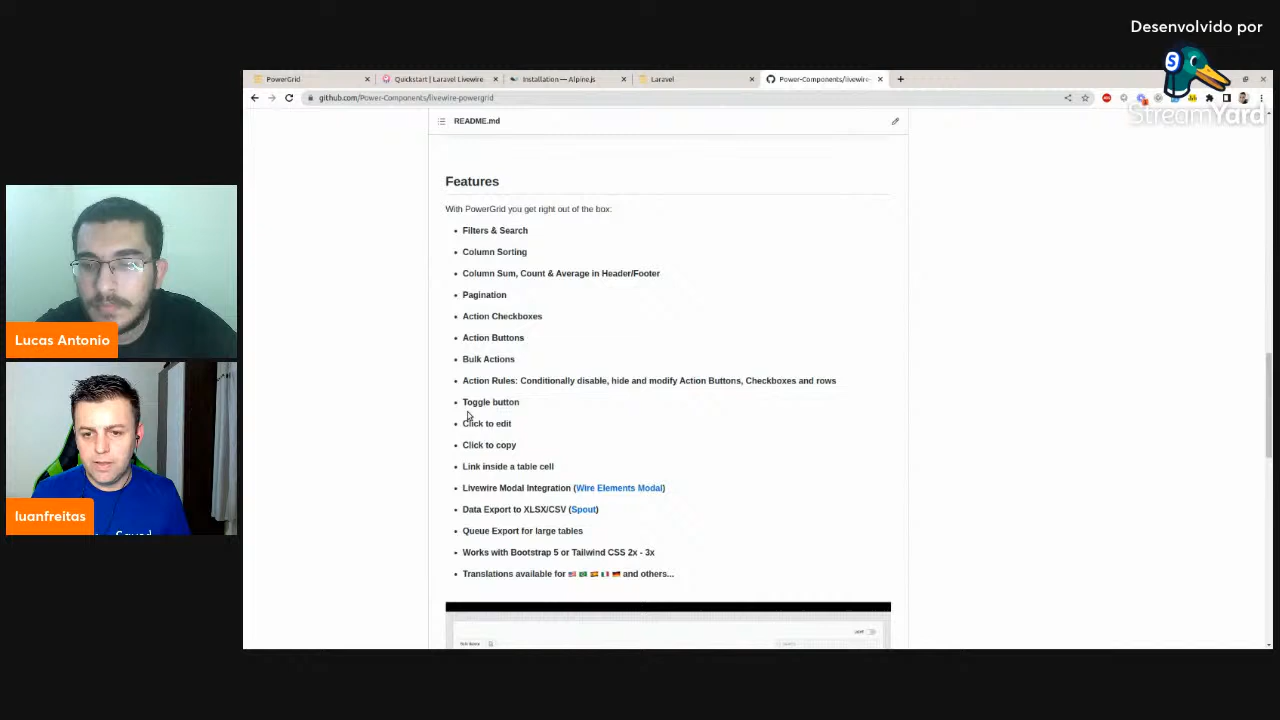 Desenvolvido por
S
StreamYard
PowerGrid
Quickstart | Laravel Livewire
Installation — Alpine.js
Laravel
Power-Components/livewire-
github.com/Power-Components/livewire-powergrid
README.md
Features
With PowerGrid you get right out of the box:
Filters & Search
Column Sorting
Column Sum, Count & Average in Header/Footer
Pagination
Action Checkboxes
Action Buttons
Bulk Actions
Action Rules: Conditionally disable, hide and modify Action Buttons, Checkboxes and rows
Toggle button
Click to edit
Click to copy
Link inside a table cell
Livewire Modal Integration (Wire Elements Modal)
Data Export to XLSX/CSV (Spout)
Queue Export for large tables
Works with Bootstrap 5 or Tailwind CSS 2x - 3x
Translations available for 🇺🇸 🇧🇷 🇪🇸 🇫🇷 🇩🇪 and others...
Lucas Antonio
luanfreitas